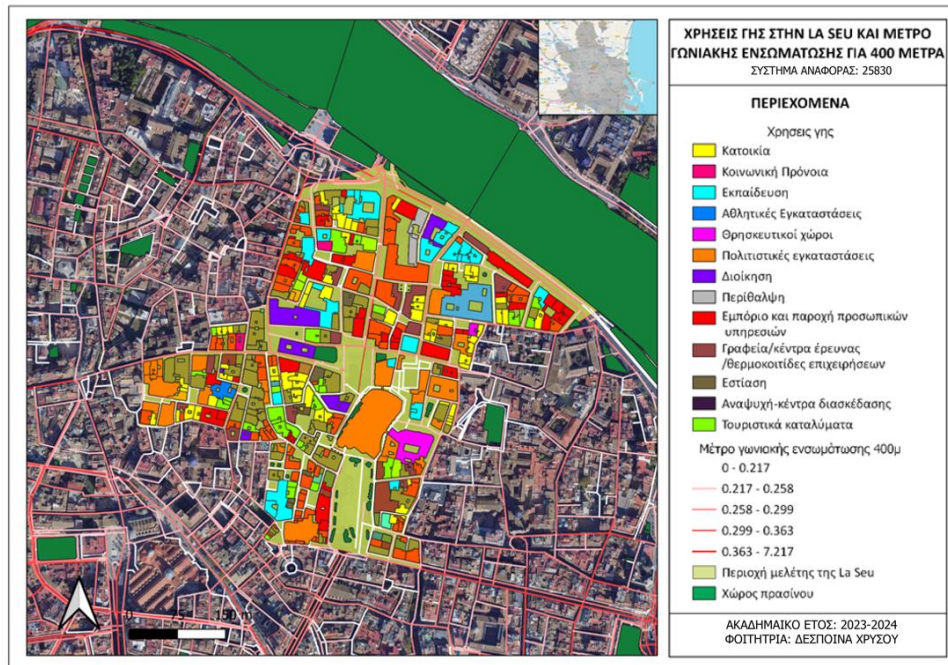 ΧΡΗΣΕΙΣ ΓΗΣ ΣΤΗΝ LA SEU ΚΑΙ ΜΕΤΡΟ
ΓΩΝΙΑΚΗΣ ΕΝΣΩΜΑΤΩΣΗΣ ΓΙΑ 400 ΜΕΤΡΑ
ΣΥΣΤΗΜΑ ΑΝΑΦΟΡΑΣ: 25830
ΠΕΡΙΕΧΟΜΕΝΑ
Χρησεις γης
Κατοικία
Κοινωνική Πρόνοια
Εκπαίδευση
Αθλητικές Εγκαταστάσεις
Θρησκευτικοί χώροι
Πολιτιστικές εγκαταστάσεις
Διοίκηση
Περίθαλψη
Εμπόριο και παροχή προσωπικών
υπηρεσιών
Γραφεία/κέντρα έρευνας
/θερμοκοιτίδες επιχειρήσεων
Εστίαση
Αναψυχή-κέντρα διασκέδασης
Τουριστικά καταλύματα
Μέτρο γωνιακής ενσωμάτωσης 400μ
0 - 0.217
0.217 - 0.258
0.258 - 0.299
0.299 - 0.363
0.363 - 7.217
Περιοχή μελέτης της La Seu
Χώρος πρασίνου
ΑΚΑΔΗΜΑΙΚΟ ΕΤΟΣ: 2023-2024
ΦΟΙΤΗΤΡΙΑ: ΔΕΣΠΟΙΝΑ ΧΡΥΣΟΥ